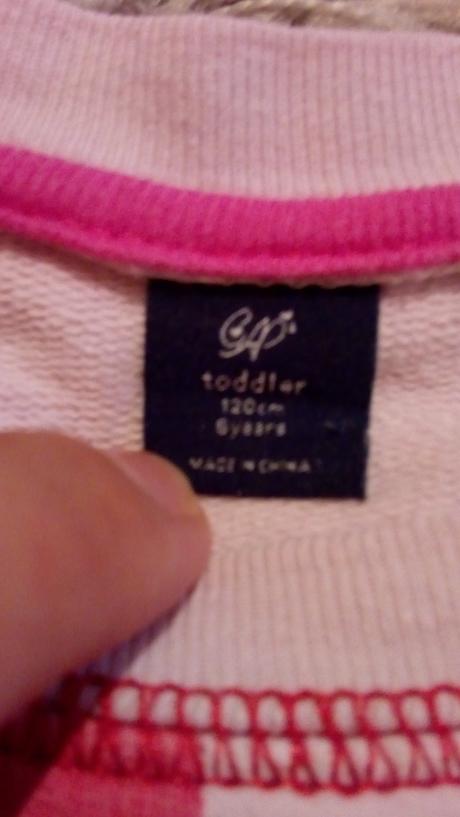 toddler
120cm
6years
MADE IN CHINA